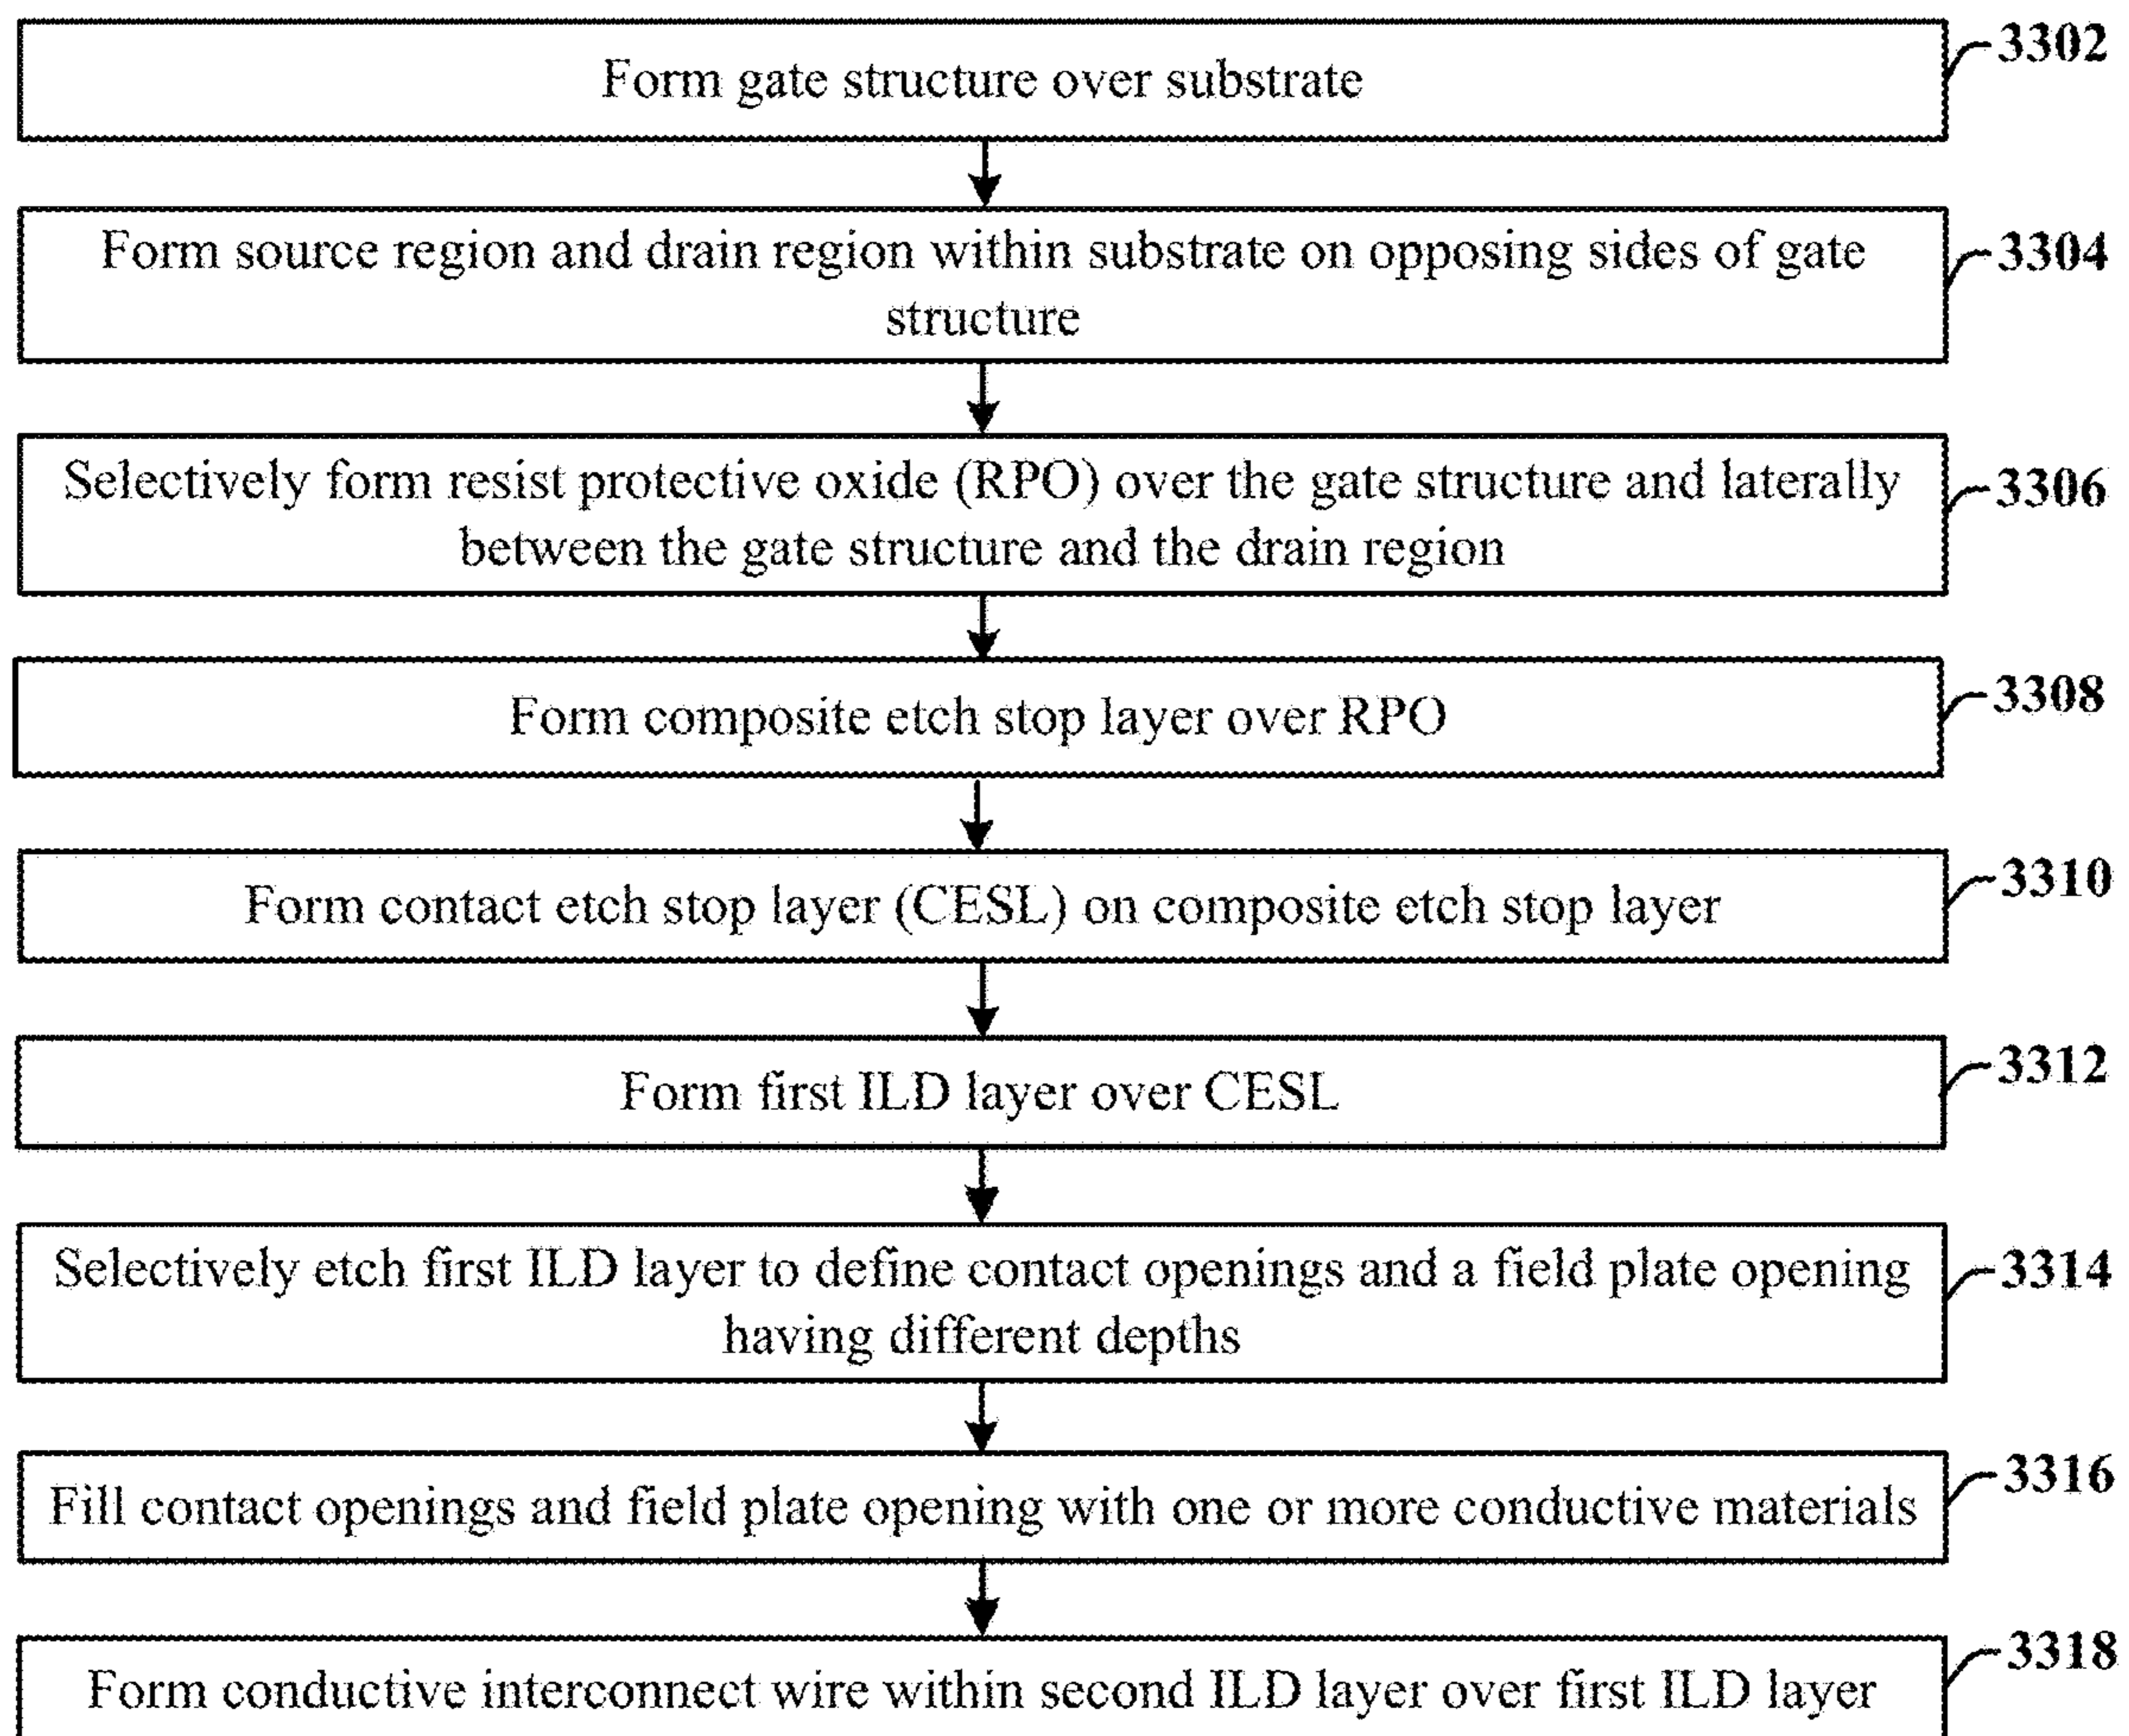 Form gate structure over substrate
3302
Form source region and drain region within substrate on opposing sides of gate
structure
3304
Selectively form resist protective oxide (RPO) over the gate structure and laterally
between the gate structure and the drain region
3306
Form composite etch stop layer over RPO
3308
Form contact etch stop layer (CESL) on composite etch stop layer
3310
Form first ILD layer over CESL
3312
Selectively etch first ILD layer to define contact openings and a field plate opening
having different depths
3314
Fill contact openings and field plate opening with one or more conductive materials
3316
Form conductive interconnect wire within second ILD layer over first ILD layer
3318